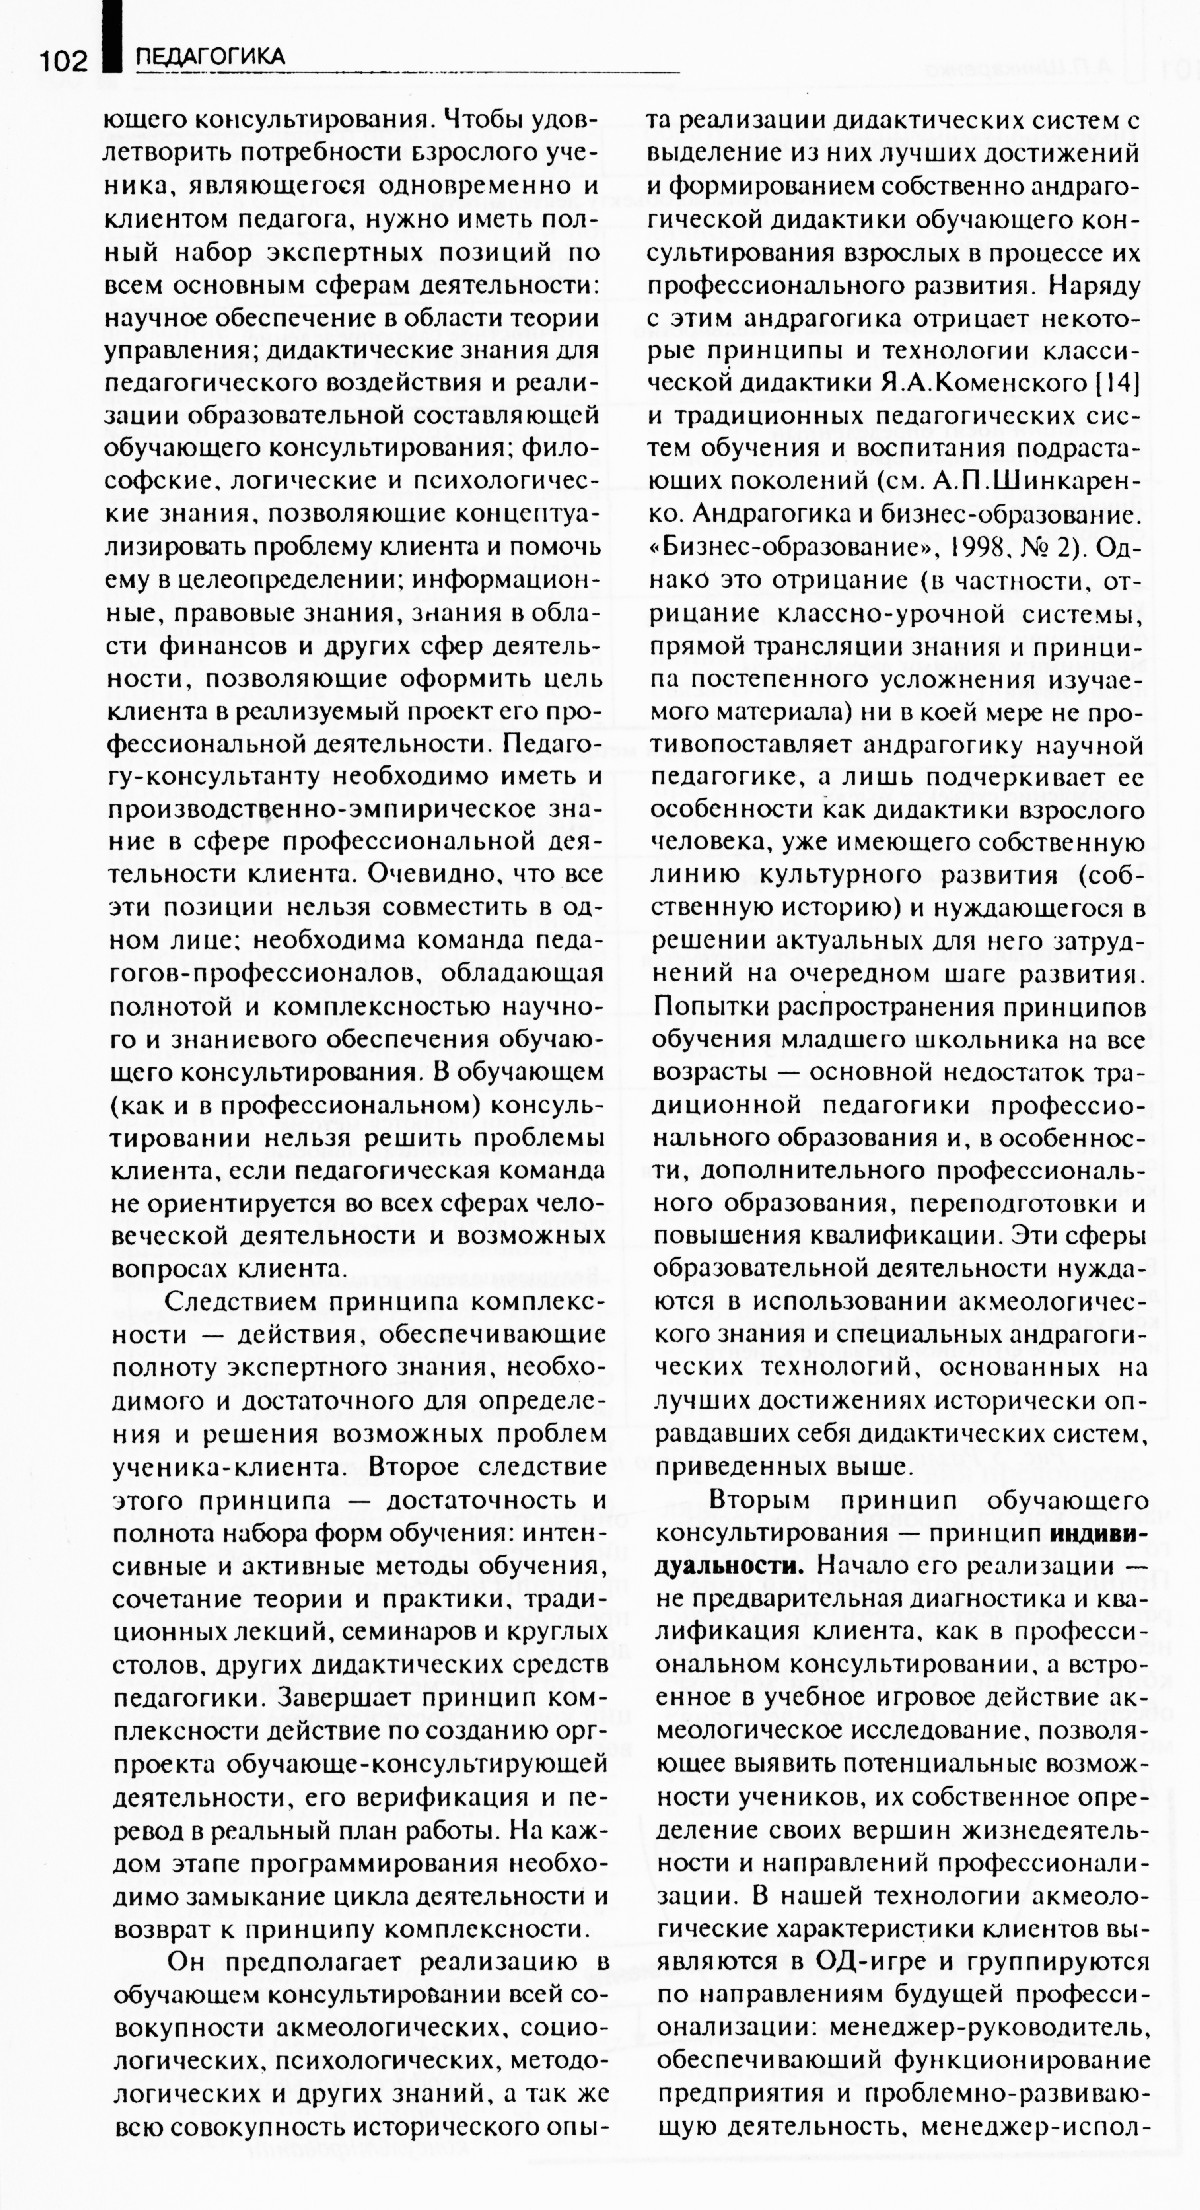 102
ПЕДАГОГИКА
ющего консультирования. Чтобы удов-
летворить потребности взрослого уче-
ника, являющегося одновременно и
клиентом педагога, нужно иметь пол-
ный набор экспертных позиций по
всем основным сферам деятельности:
научное обеспечение в области теории
управления; дидактические знания для
педагогического воздействия и реали-
зации образовательной составляющей
обучающего консультирования; фило-
софские, логические и психологичес-
кие знания, позволяющие концептуа-
лизировать проблему клиента и помочь
ему в целеопределении; информацион-
ные, правовые знания, знания в обла-
сти финансов и других сфер деятель-
ности, позволяющие оформить цель
клиента в реализуемый проект его про-
фессиональной деятельности. Педаго-
гу-консультанту необходимо иметь и
производственно-эмпирическое зна-
ние в сфере профессиональной дея-
тельности клиента. Очевидно, что все
эти позиции нельзя совместить в од-
ном лице; необходима команда педа-
гогов-профессионалов, обладающая
полнотой и комплексностью научно-
го и знаниевого обеспечения обучаю-
щего консультирования. В обучающем
(как и в профессиональном) консуль-
тировании нельзя решить проблемы
клиента, если педагогическая команда
не ориентируется во всех сферах чело-
веческой деятельности и возможных
вопросах клиента.
Следствием принципа комплекс-
ности — действия, обеспечивающие
полноту экспертного знания, необхо-
димого и достаточного для определе-
ния и решения возможных проблем
ученика-клиента. Второе следствие
этого принципа — достаточность и
полнота набора форм обучения: интен-
сивные и активные методы обучения,
сочетание теории и практики, тради-
ционных лекций, семинаров и круглых
столов, других дидактических средств
педагогики. Завершает принцип ком-
плексности действие по созданию орг-
проекта обучающе-консультирующей
деятельности, его верификация и пе-
ревод в реальный план работы. На каж-
дом этапе программирования необхо-
димо замыкание цикла деятельности и
возврат к принципу комплексности.
Он предполагает реализацию в
обучающем консультировании всей со-
вокупности акмеологических, социо-
логических, психологических, методо-
логических и других знаний, а так же
всю совокупность исторического опы-
та реализации дидактических систем с
выделение из них лучших достижений
и формированием собственно андраго-
гической дидактики обучающего кон-
сультирования взрослых в процессе их
профессионального развития. Наряду
с этим андрагогика отрицает некото-
рые принципы и технологии класси-
ческой дидактики Я.А.Коменского [14]
и традиционных педагогических сис-
тем обучения и воспитания подраста-
ющих поколений (см. А.П.Шинкарен-
ко. Андрагогика и бизнес-образование.
«Бизнес-образование», 1998, № 2). Од-
нако это отрицание (в частности, от-
рицание классно-урочной системы,
прямой трансляции знания и принци-
па постепенного усложнения изучае-
мого материала) ни в коей мере не про-
тивопоставляет андрагогику научной
педагогике, а лишь подчеркивает ее
особенности как дидактики взрослого
человека, уже имеющего собственную
линию культурного развития (соб-
ственную историю) и нуждающегося в
решении актуальных для него затруд-
нений на очередном шаге развития.
Попытки распространения принципов
обучения младшего школьника на все
возрасты — основной недостаток тра-
диционной педагогики профессио-
нального образования и, в особеннос-
ти, дополнительного профессиональ-
ного образования, переподготовки и
повышения квалификации. Эти сферы
образовательной деятельности нужда-
ются в использовании акмеологичес-
кого знания и специальных андрагоги-
ческих технологий, основанных на
лучших достижениях исторически оп-
равдавших себя дидактических систем,
приведенных выше.
Вторым принцип обучающего
консультирования — принцип индиви-
дуальности. Начало его реализации —
не предварительная диагностика и ква-
лификация клиента, как в професси-
ональном консультировании, а встро-
енное в учебное игровое действие ак-
меологическое исследование, позволя-
ющее выявить потенциальные возмож-
ности учеников, их собственное опре-
деление своих вершин жизнедеятель-
ности и направлений профессионали-
зации. В нашей технологии акмеоло-
гические характеристики клиентов вы-
являются в ОД-игре и группируются
по направлениям будущей професси-
онализации: менеджер-руководитель,
обеспечивающий функционирование
предприятия и проблемно-развиваю-
щую деятельность, менеджер-испол-